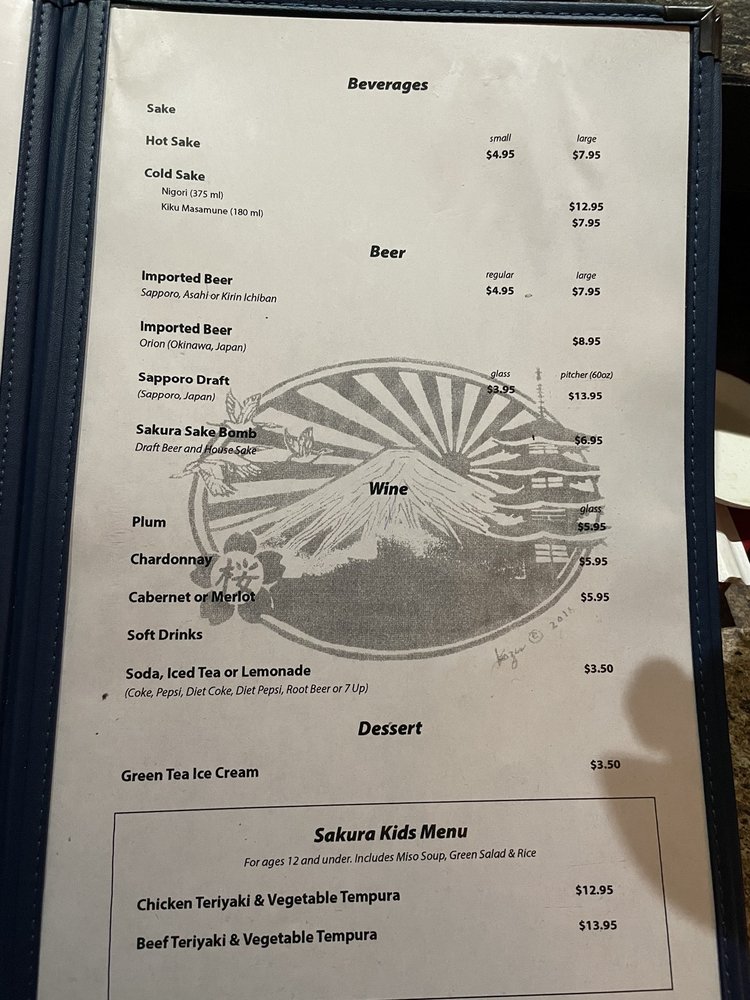 Beverages
Sake
small large
Hot Sake $4.95 $7.95
Cold Sake
Nigori (375 ml) $12.95
Kiku Masamune (180 ml) $7.95
Beer
regular large
Imported Beer $4.95 $7.95
Sapporo, Asahi or Kirin Ichiban
Imported Beer $8.95
Orion (Okinawa, Japan)
glass pitcher (60oz)
Sapporo Draft $3.95 $13.95
(Sapporo, Japan)
Sakura Sake Bomb $6.95
Draft Beer and House Sake
Wine
glass
Plum $5.95
Chardonnay $5.95
桜
Cabernet or Merlot $5.95
Soft Drinks
Soda, Iced Tea or Lemonade $3.50
(Coke, Pepsi, Diet Coke, Diet Pepsi, Root Beer or 7 Up)
Dessert
Green Tea Ice Cream $3.50
Sakura Kids Menu
For ages 12 and under. Includes Miso Soup, Green Salad & Rice
Chicken Teriyaki & Vegetable Tempura $12.95
Beef Teriyaki & Vegetable Tempura $13.95